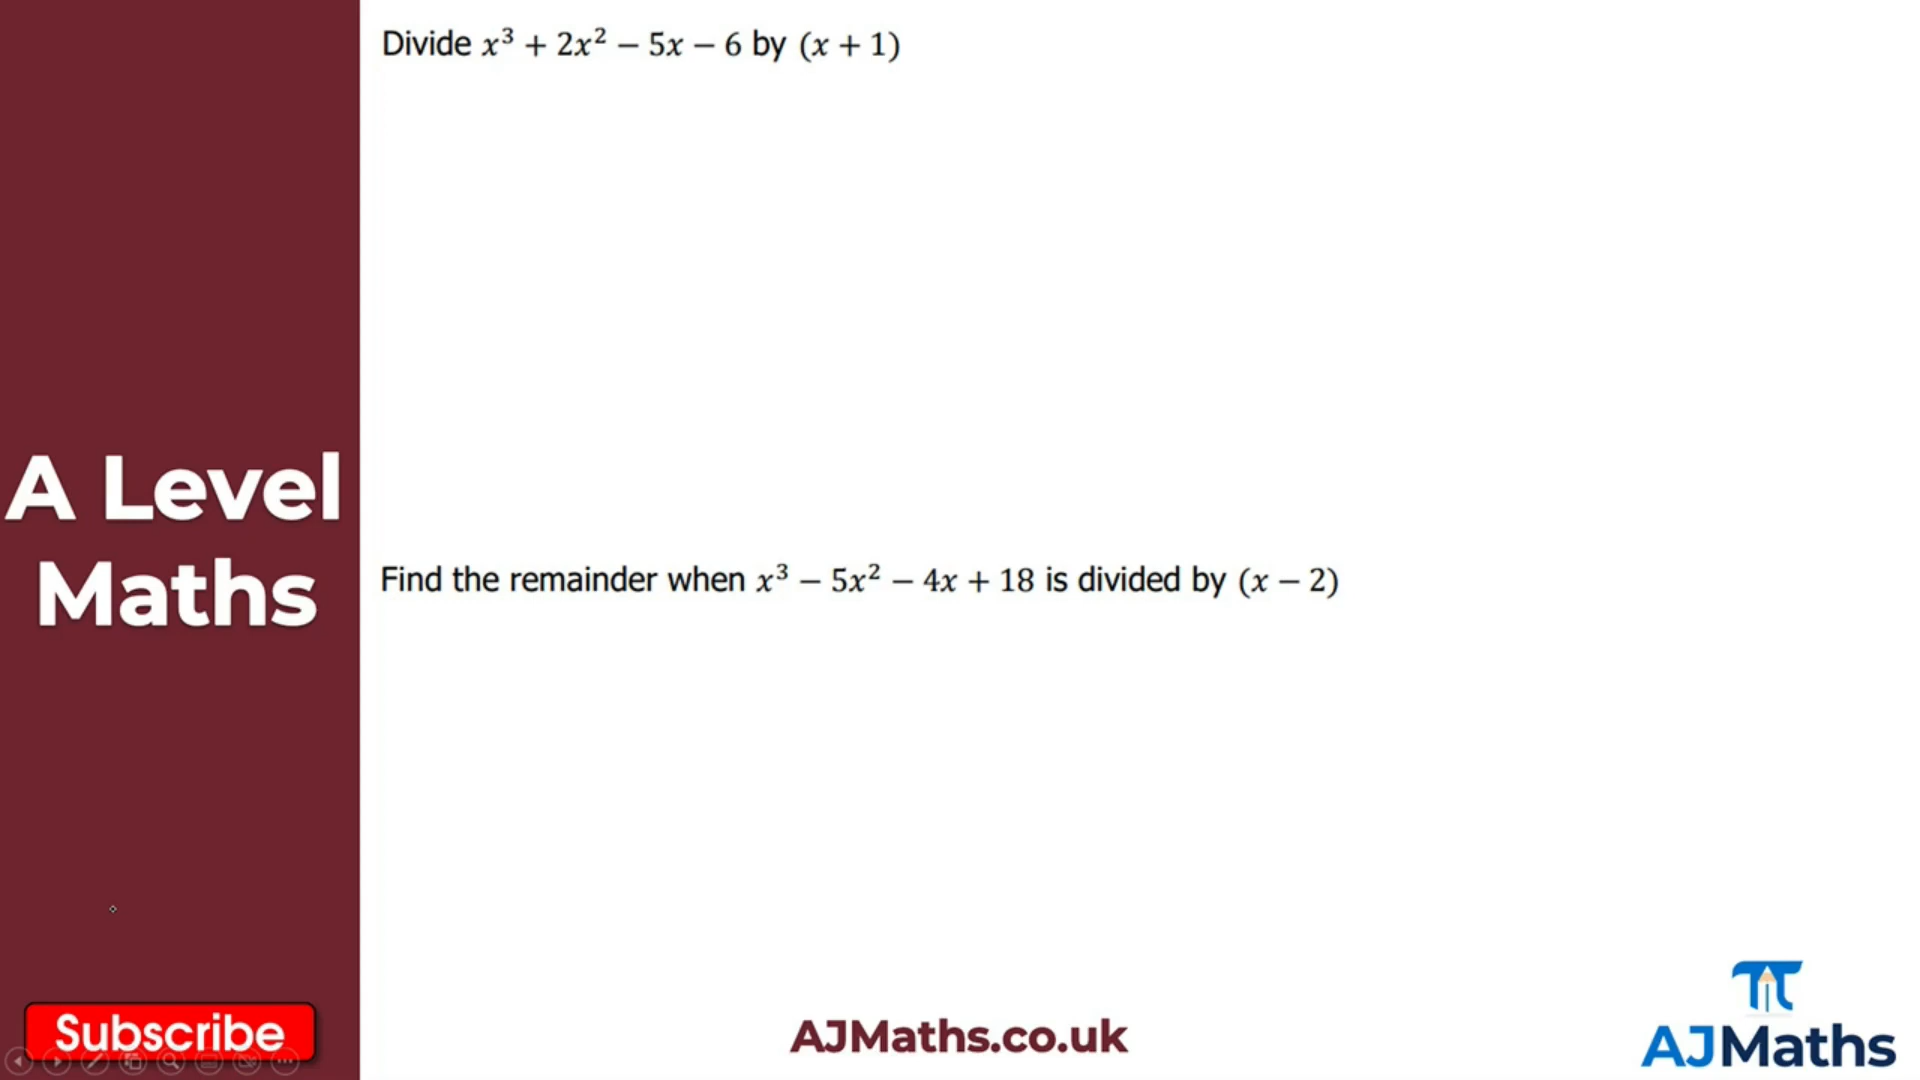 Divide x³ + 2x² − 5x − 6 by (x + 1)
A Level
Maths
Find the remainder when x³ − 5x² − 4x + 18 is divided by (x − 2)
Subscribe
AJMaths.co.uk
AJMaths